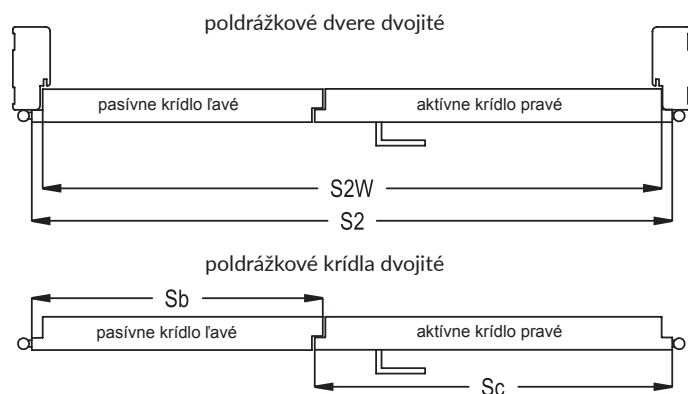 poldrážkové dvere dvojité
pasívne krídlo ľavé
aktívne krídlo pravé
S2W
S2
poldrážkové krídla dvojité
Sb
pasívne krídlo ľavé
aktívne krídlo pravé
Sc